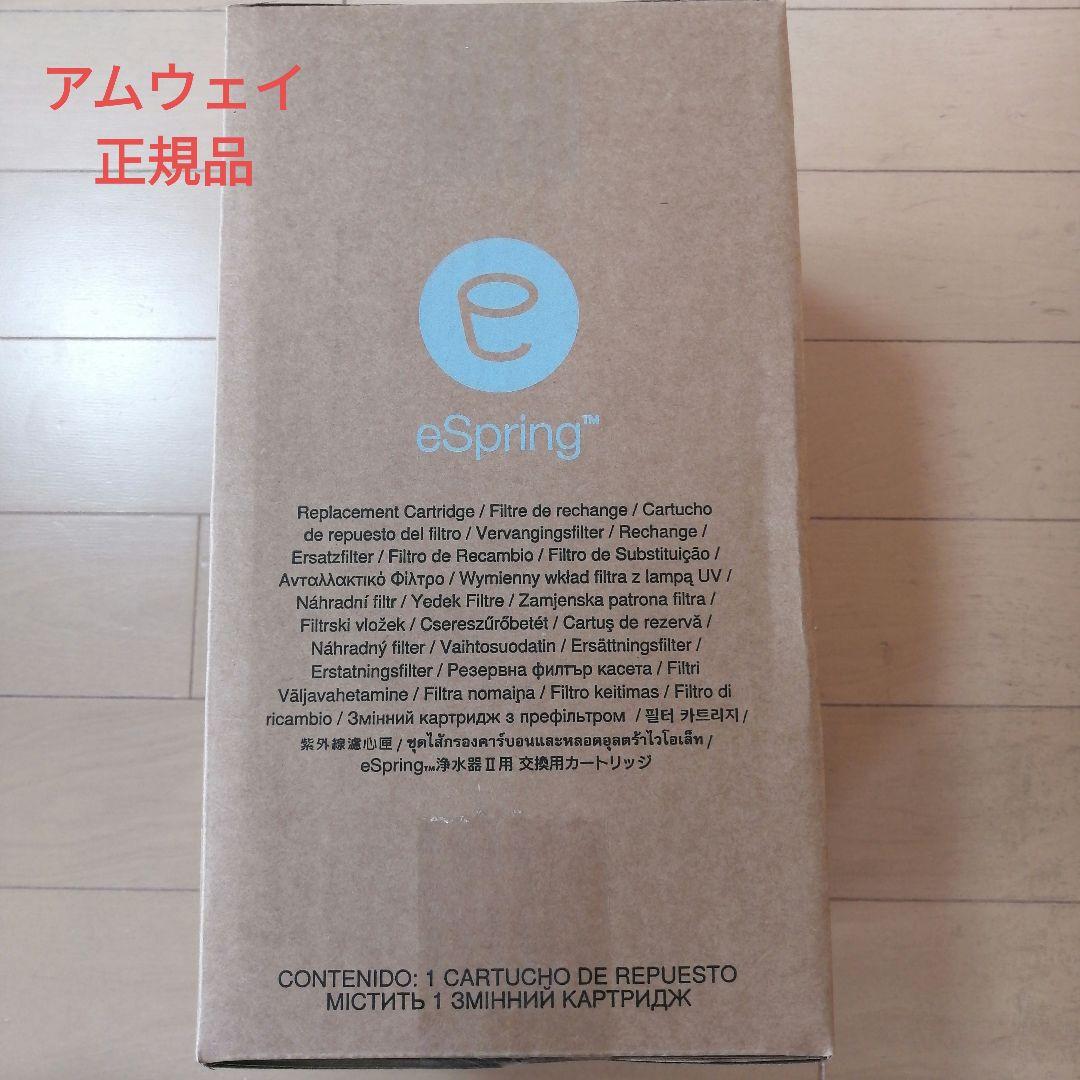 アムウェイ
正規品
eSpring™
Replacement Cartridge / Filtre de rechange / Cartucho
de repuesto del filtro / Vervangingsfilter / Rechange /
Ersatzfilter / Filtro de Recambio / Filtro de Substituição /
Ανταλλακτικό Φίλτρο / Wymienny wkład filtra z lampą UV /
Náhradní filtr / Yedek Filtre / Zamjenska patrona filtra /
Filtrski vložek / Csereszűrőbetét / Cartuş de rezervă /
Náhradný filter / Vaihtosuodatin / Ersättningsfilter /
Erstatningsfilter / Резервна филтър касета / Filtri
Väljavahetamine / Filtra nomaiņa / Filtro keitimas / Filtro di
ricambio / Змінний картридж з префільтром / 필터 카트리지 /
紫外線濾心匣 / ชุดไส้กรองคาร์บอนและหลอดอุลตร้าไวโอเล็ท /
eSpring™浄水器Ⅱ用 交換用カートリッジ
CONTENIDO: 1 CARTUCHO DE REPUESTO
МІСТИТЬ 1 ЗМІННИЙ КАРТРИДЖ